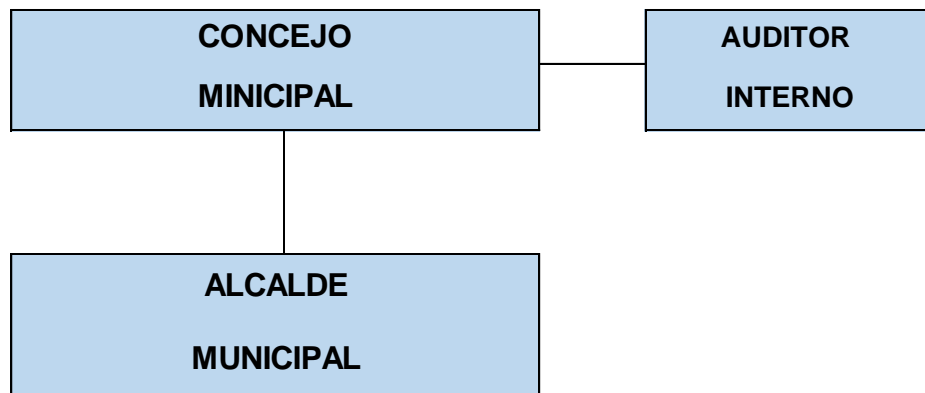 CONCEJO
MINICIPAL
AUDITOR
INTERNO
ALCALDE
MUNICIPAL